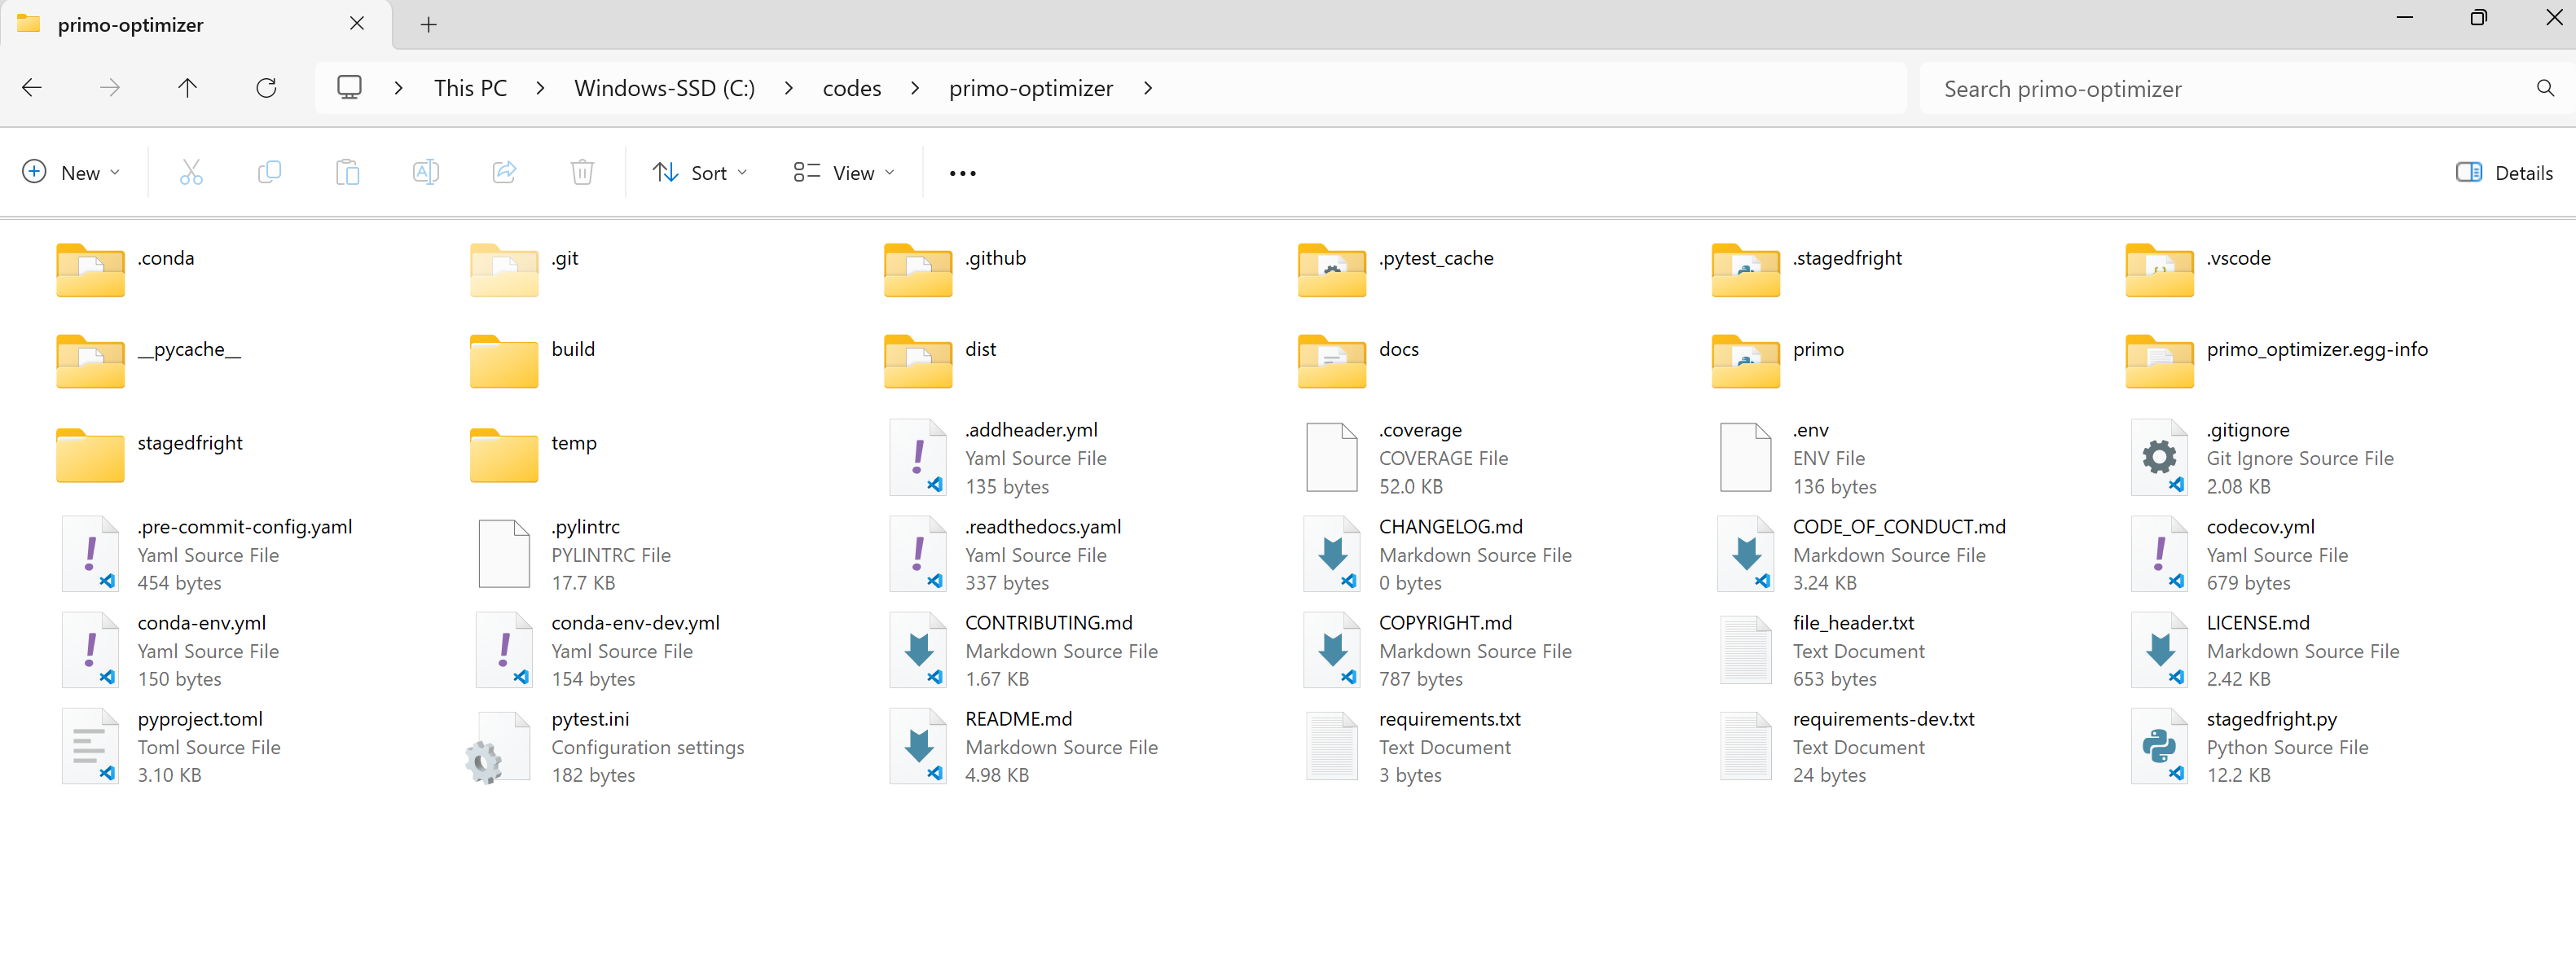 primo-optimizer
This PC > Windows-SSD (C:) > codes > primo-optimizer >
Search primo-optimizer
New
Sort
View
Details
.conda
.git
.github
.pytest_cache
.stagedfright
.vscode
__pycache__
build
dist
docs
primo
primo_optimizer.egg-info
stagedfright
temp
.addheader.yml
Yaml Source File
135 bytes
.coverage
COVERAGE File
52.0 KB
.env
ENV File
136 bytes
.gitignore
Git Ignore Source File
2.08 KB
.pre-commit-config.yaml
Yaml Source File
454 bytes
.pylintrc
PYLINTRC File
17.7 KB
.readthedocs.yaml
Yaml Source File
337 bytes
CHANGELOG.md
Markdown Source File
0 bytes
CODE_OF_CONDUCT.md
Markdown Source File
3.24 KB
codecov.yml
Yaml Source File
679 bytes
conda-env.yml
Yaml Source File
150 bytes
conda-env-dev.yml
Yaml Source File
154 bytes
CONTRIBUTING.md
Markdown Source File
1.67 KB
COPYRIGHT.md
Markdown Source File
787 bytes
file_header.txt
Text Document
653 bytes
LICENSE.md
Markdown Source File
2.42 KB
pyproject.toml
Toml Source File
3.10 KB
pytest.ini
Configuration settings
182 bytes
README.md
Markdown Source File
4.98 KB
requirements.txt
Text Document
3 bytes
requirements-dev.txt
Text Document
24 bytes
stagedfright.py
Python Source File
12.2 KB